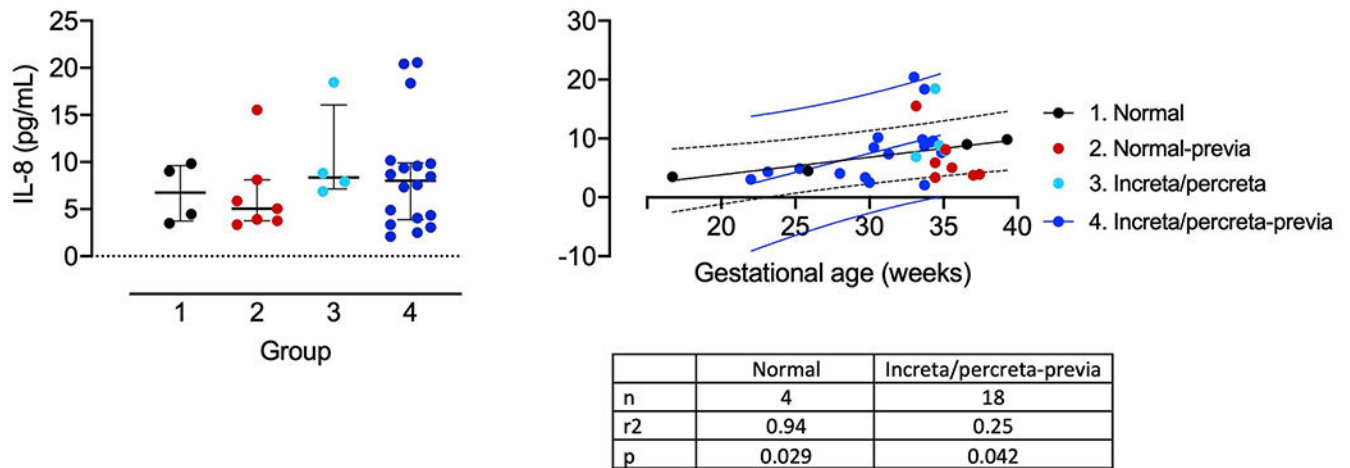 25
20
15
10
5
0
IL-8 (pg/mL)
1 2 3 4
Group
30
20
10
0
-10
20 25 30 35 40
Gestational age (weeks)
1. Normal
2. Normal-previa
3. Increta/percreta
4. Increta/percreta-previa
Normal Increta/percreta-previa
n 4 18
r2 0.94 0.25
p 0.029 0.042